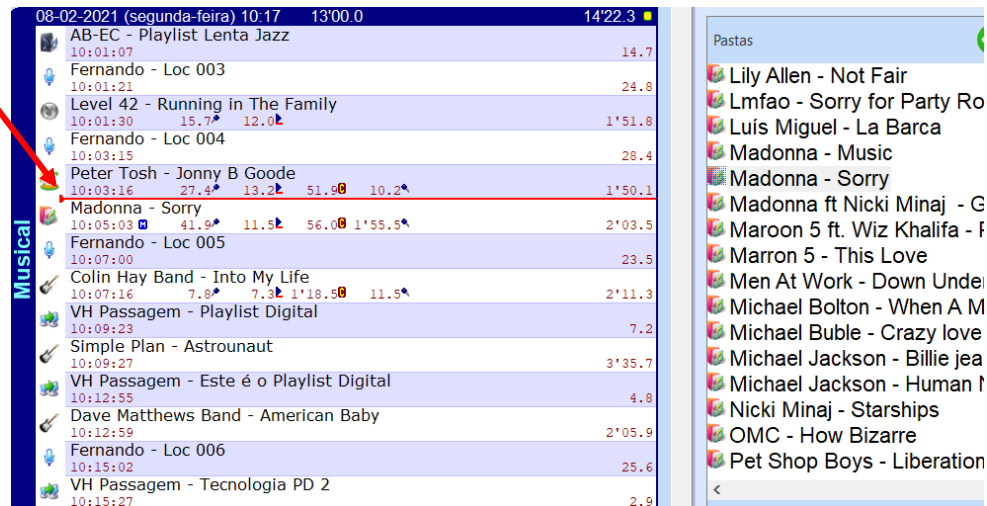 08-02-2021 (segunda-feira) 10:17 13'00.0 14'22.3
Musical
AB-EC - Playlist Lenta Jazz
10:01:07 14.7
Fernando - Loc 003
10:01:21 24.8
Level 42 - Running in The Family
10:01:30 15.7 12.0 1'51.8
Fernando - Loc 004
10:03:15 28.4
Peter Tosh - Jonny B Goode
10:03:16 27.4 13.2 51.9 C 10.2 1'50.1
Madonna - Sorry
10:05:03 M 41.9 11.5 56.0 C 1'55.5 2'03.5
Fernando - Loc 005
10:07:00 23.5
Colin Hay Band - Into My Life
10:07:16 7.8 7.3 1'18.5 C 11.5 2'11.3
VH Passagem - Playlist Digital
10:09:23 7.2
Simple Plan - Astrounaut
10:09:27 3'35.7
VH Passagem - Este é o Playlist Digital
10:12:55 4.8
Dave Matthews Band - American Baby
10:12:59 2'05.9
Fernando - Loc 006
10:15:02 25.6
VH Passagem - Tecnologia PD 2
10:15:27 2.9
Pastas
Lily Allen - Not Fair
Lmfao - Sorry for Party Ro
Luís Miguel - La Barca
Madonna - Music
Madonna - Sorry
Madonna ft Nicki Minaj - G
Maroon 5 ft. Wiz Khalifa - P
Marron 5 - This Love
Men At Work - Down Under
Michael Bolton - When A M
Michael Buble - Crazy love
Michael Jackson - Billie jea
Michael Jackson - Human N
Nicki Minaj - Starships
OMC - How Bizarre
Pet Shop Boys - Liberation